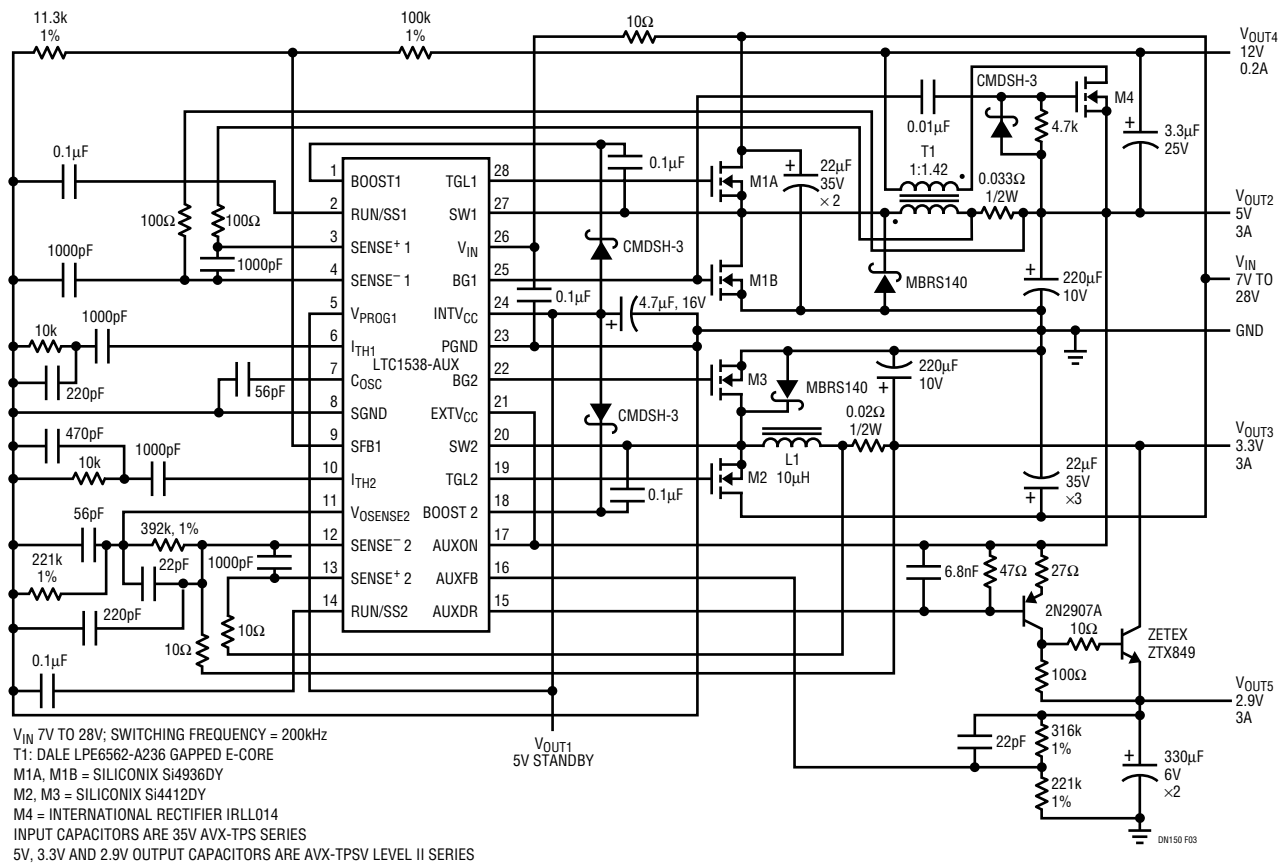 11.3k
1%
100k
1%
10Ω
VOUT4
12V
0.2A
CMDSH-3
M4
0.01µF
4.7k
3.3µF
25V
+
T1
1:1.42
0.033Ω
1/2W
0.1µF
0.1µF
22µF
35V
× 2
+
M1A
100Ω
100Ω
1000pF
1000pF
CMDSH-3
M1B
MBRS140
VOUT2
5V
3A
VIN
7V TO
28V
+
220µF
10V
GND
1
BOOST1
2
RUN/SS1
3
SENSE+ 1
4
SENSE– 1
5
VPROG1
6
ITH1
7
COSC
8
SGND
9
SFB1
10
ITH2
11
VOSENSE2
12
SENSE– 2
13
SENSE+ 2
14
RUN/SS2
LTC1538-AUX
28
TGL1
27
SW1
26
VIN
25
BG1
24
INTVCC
23
PGND
22
BG2
21
EXTVCC
20
SW2
19
TGL2
18
BOOST 2
17
AUXON
16
AUXFB
15
AUXDR
0.1µF
4.7µF, 16V
+
10k
1000pF
220pF
56pF
470pF
10k
1000pF
56pF
392k, 1%
221k
1%
22pF
1000pF
220pF
10Ω
10Ω
0.1µF
CMDSH-3
0.1µF
M3
MBRS140
220µF
10V
+
0.02Ω
1/2W
L1
10µH
M2
22µF
35V
×3
+
VOUT3
3.3V
3A
6.8nF
47Ω
27Ω
2N2907A
10Ω
100Ω
ZETEX
ZTX849
VOUT5
2.9V
3A
22pF
316k
1%
221k
1%
+
330µF
6V
×2
VOUT1
5V STANDBY
DN150 F03
VIN 7V TO 28V; SWITCHING FREQUENCY = 200kHz
T1: DALE LPE6562-A236 GAPPED E-CORE
M1A, M1B = SILICONIX Si4936DY
M2, M3 = SILICONIX Si4412DY
M4 = INTERNATIONAL RECTIFIER IRLL014
INPUT CAPACITORS ARE 35V AVX-TPS SERIES
5V, 3.3V AND 2.9V OUTPUT CAPACITORS ARE AVX-TPSV LEVEL II SERIES